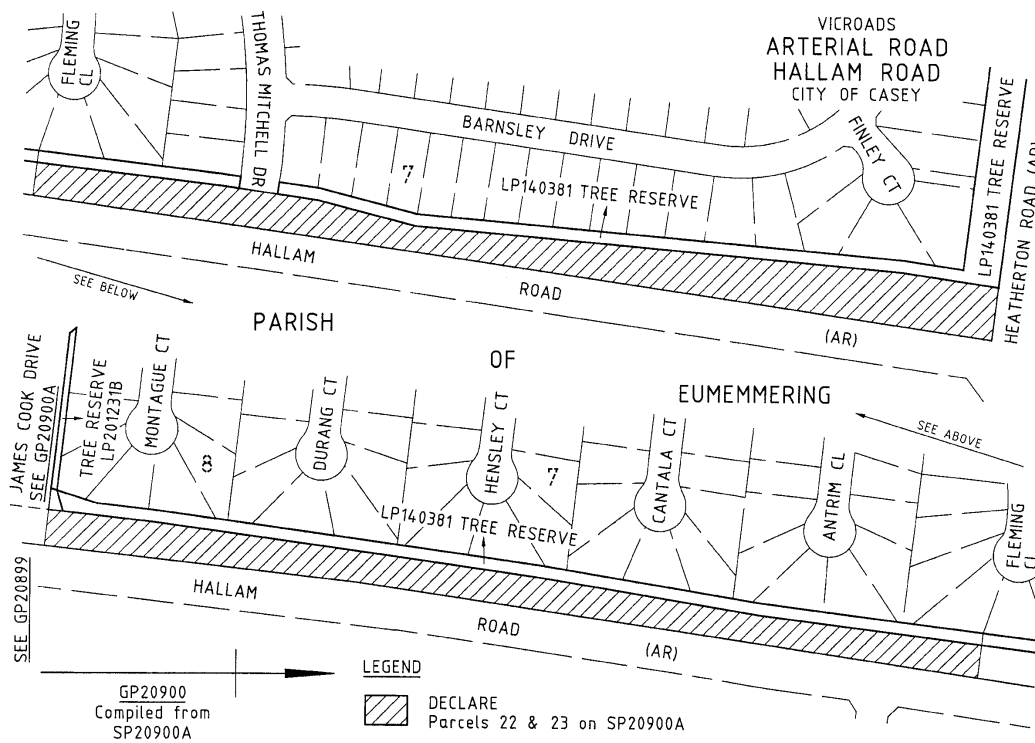 VICROADS
ARTERIAL ROAD
HALLAM ROAD
CITY OF CASEY
FLEMING
CL
THOMAS MITCHELL DR
BARNSLEY DRIVE
FINLEY CT
7
LP140381 TREE RESERVE
LP140381 TREE RESERVE
HEATHERTON ROAD (AR)
HALLAM
ROAD
(AR)
SEE BELOW
PARISH
OF
EUMEMMERING
SEE ABOVE
JAMES COOK DRIVE
SEE GP20900A
TREE RESERVE
LP201231B
MONTAGUE CT
8
DURANG CT
HENSLEY CT
7
CANTALA CT
ANTRIM CL
FLEMING
CL
LP140381 TREE RESERVE
SEE GP20899
HALLAM
ROAD
(AR)
GP20900
Compiled from
SP20900A
LEGEND
DECLARE
Parcels 22 & 23 on SP20900A